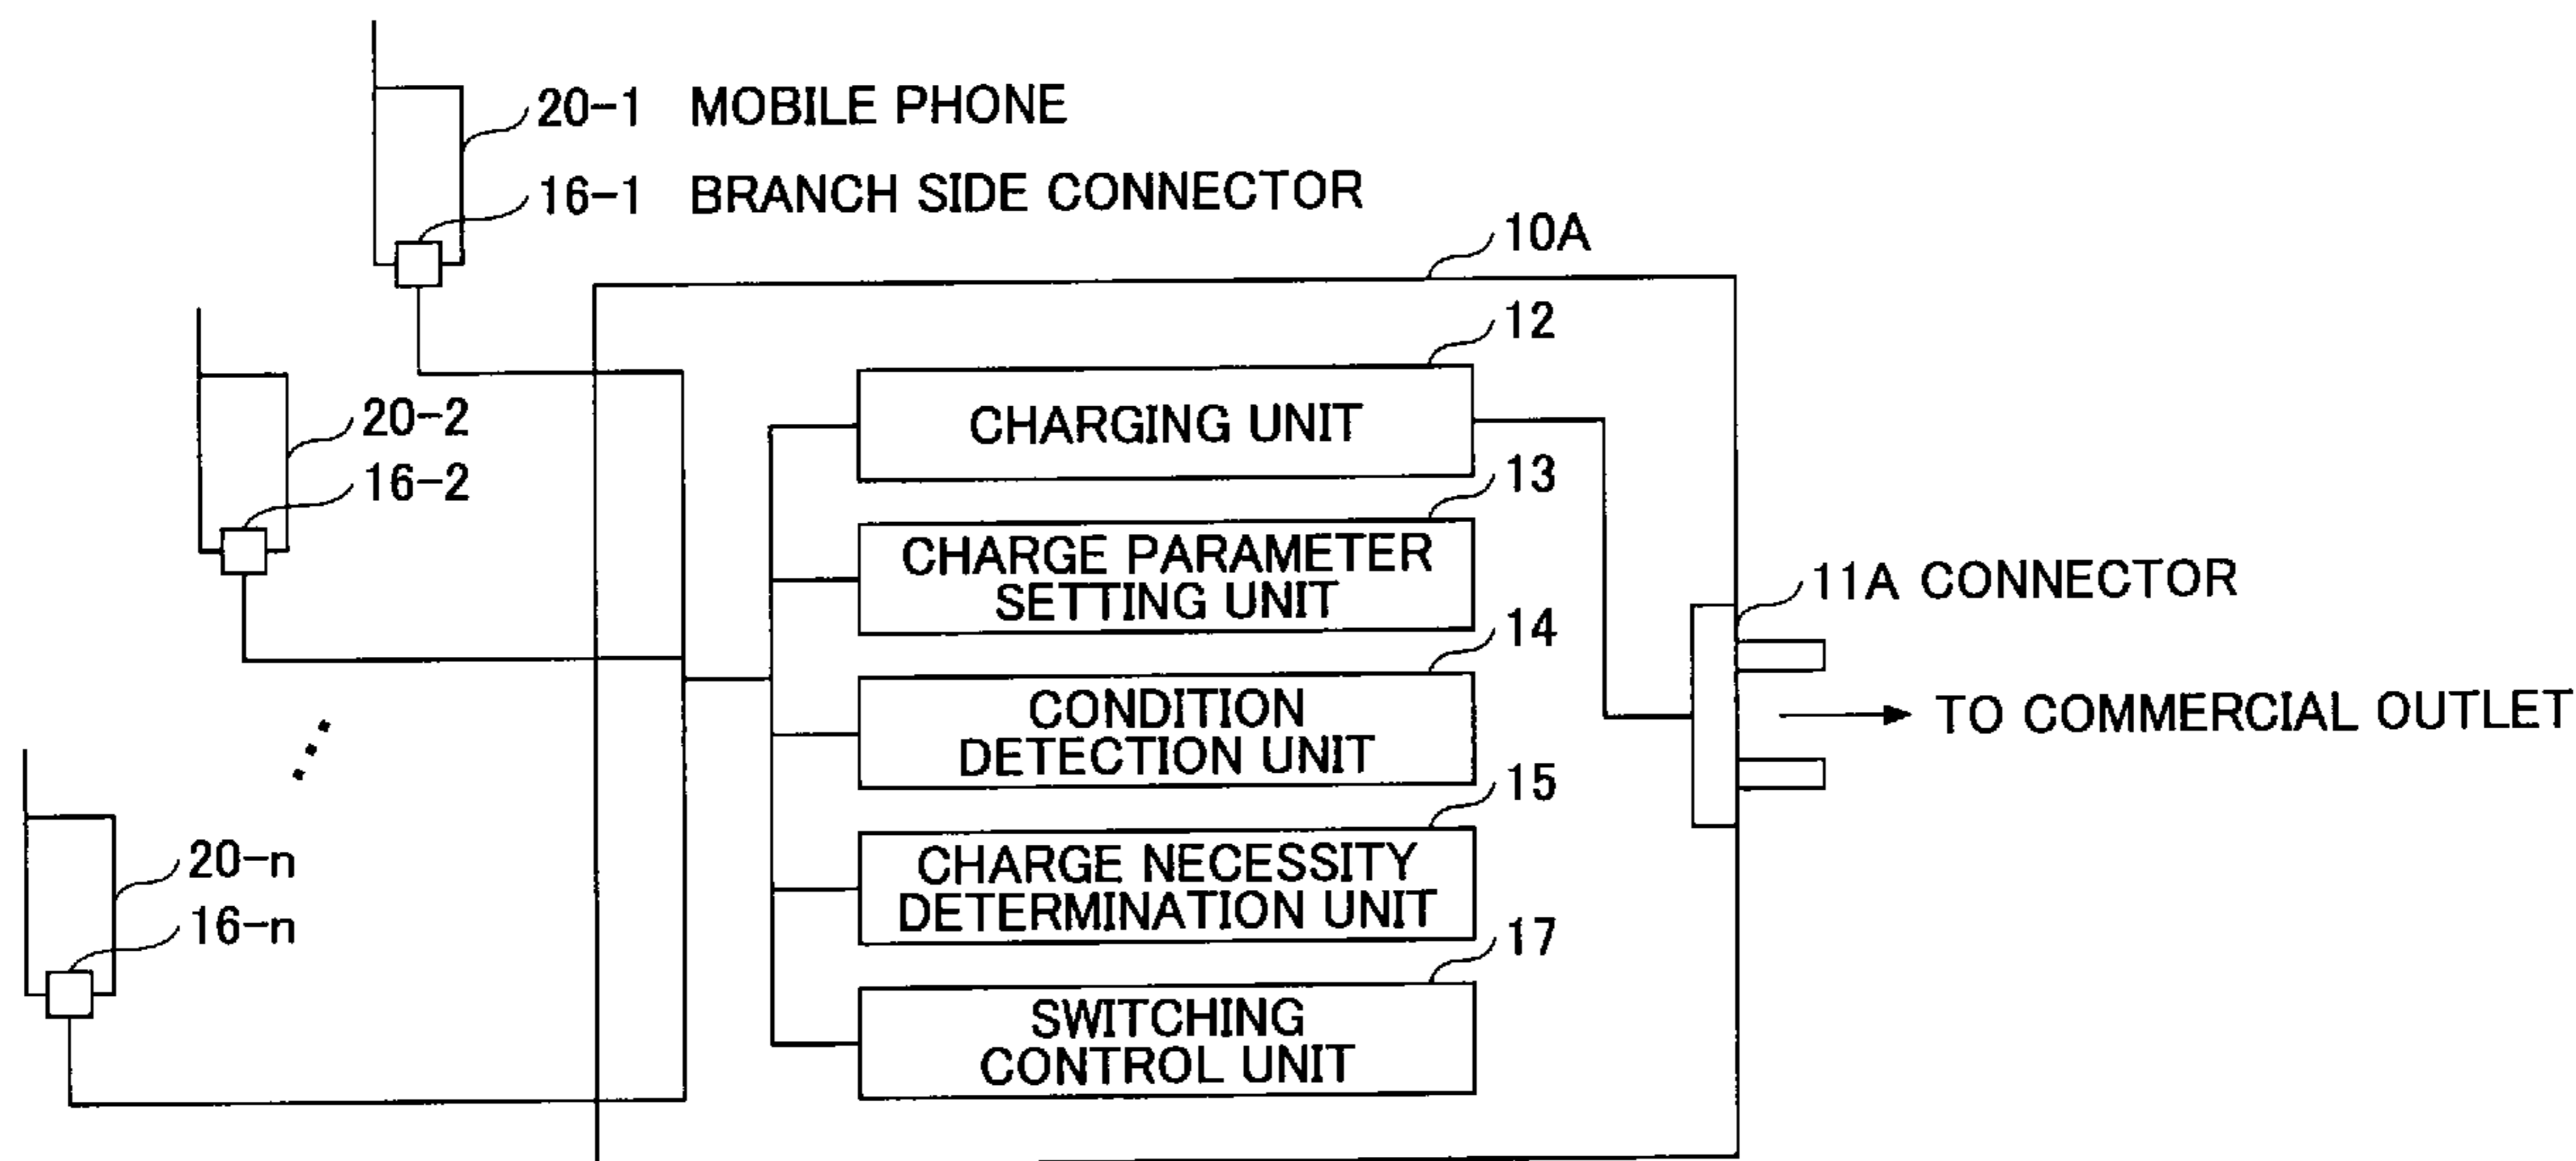 20-1 MOBILE PHONE
16-1 BRANCH SIDE CONNECTOR
10A
12
CHARGING UNIT
20-2
16-2
13
CHARGE PARAMETER
SETTING UNIT
11A CONNECTOR
14
CONDITION
DETECTION UNIT
TO COMMERCIAL OUTLET
15
CHARGE NECESSITY
DETERMINATION UNIT
20-n
16-n
17
SWITCHING
CONTROL UNIT